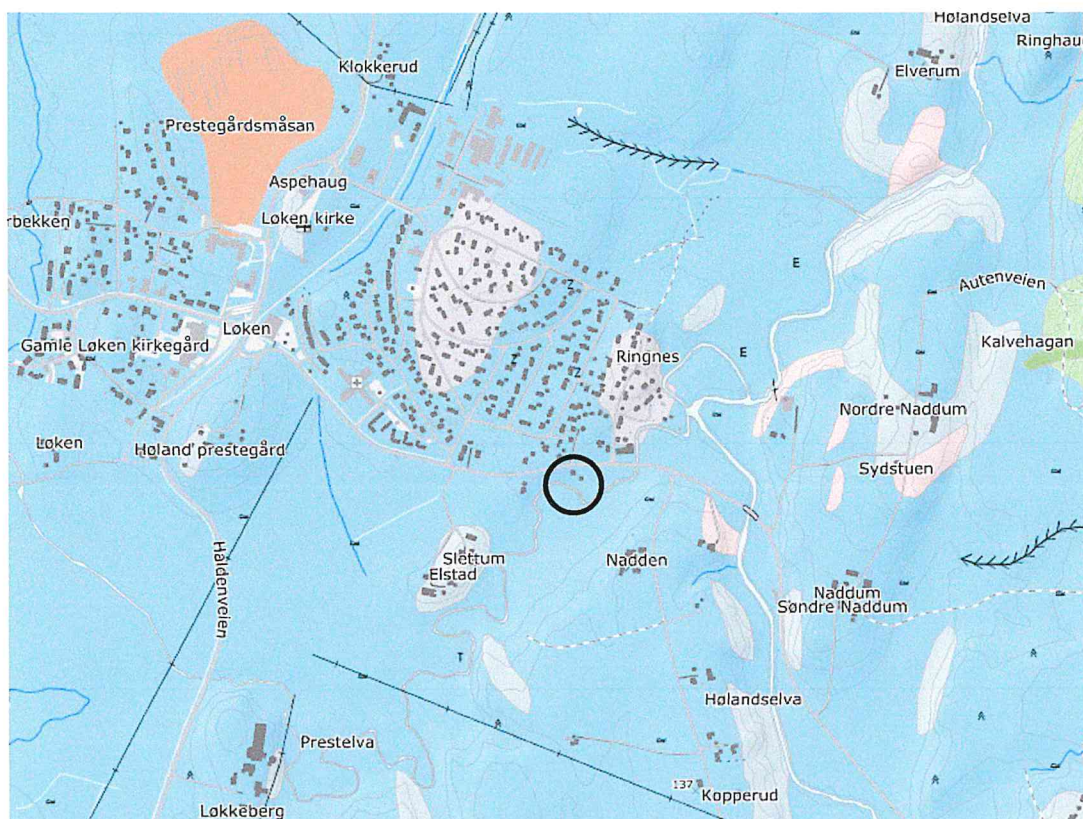 Hølandselva
Ringhaug
Klokkerud
Elverum
Prestegårdsmåsan
Aspehaug
Løken kirke
rbekken
E
Autenveien
Z
Løken
Gamle Løken kirkegård
Z
Ringnes
E
Kalvehagan
Z
Nordre Naddum
Løken
Høland prestegård
Sydstuen
Slettum
Elstad
Nadden
Naddum
Søndre Naddum
Haldenveien
T
Hølandselva
Prestelva
137
Kopperud
Løkkeberg